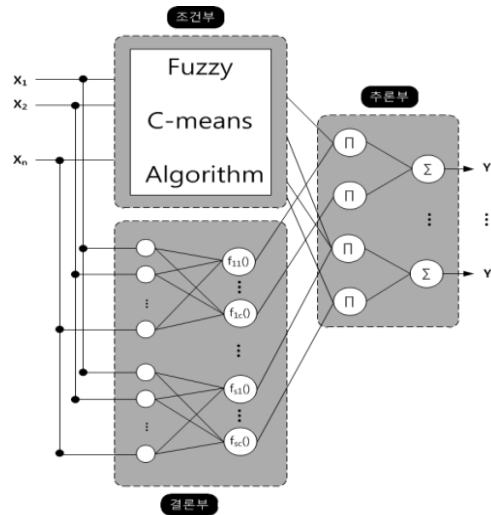 조건부
Fuzzy
C-means
Algorithm
X1
X2
Xn
추론부
∏
∏
∏
∏
Σ
Σ
Y
⋮
⋮
Y
f11()
⋮
f1c()
⋮
⋮
fs1()
⋮
fsc()
⋮
결론부